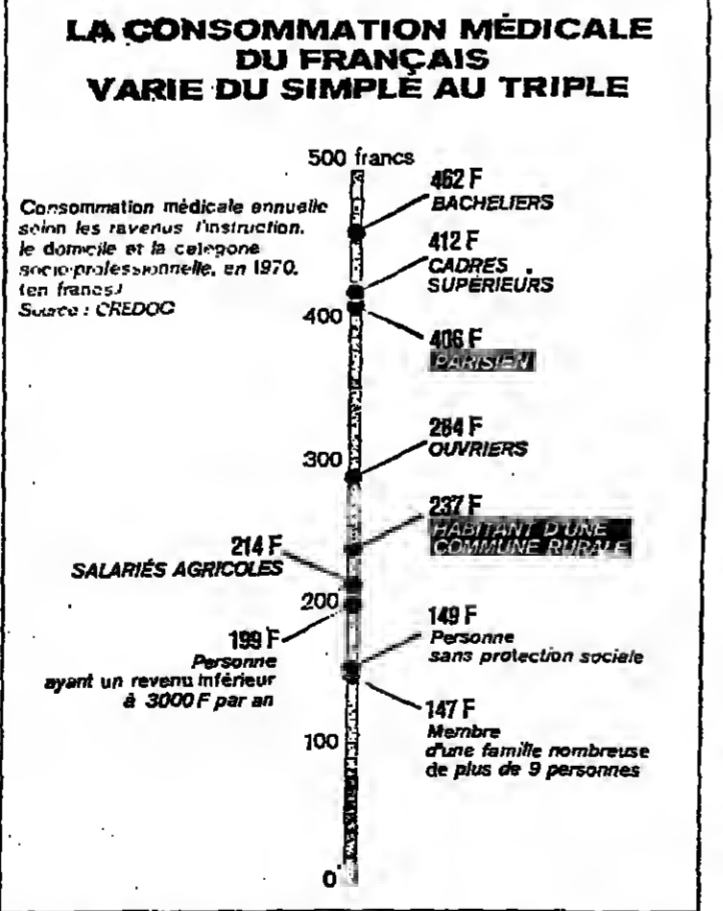 LA CONSOMMATION MÉDICALE
DU FRANÇAIS
VARIE DU SIMPLE AU TRIPLE
500 francs
Consommation médicale annuelle
selon les revenus l'instruction,
le domicile et la categorie
socio-professionnelle, en 1970.
(en francs)
Source : CREDOC
462 F
BACHELIERS
412 F
CADRES
SUPÉRIEURS
400
406 F
PARISIEN
284 F
OUVRIERS
300
237 F
HABITANT D'UNE
COMMUNE RURALE
214 F
SALARIÉS AGRICOLES
200
199 F
Personne
ayant un revenu inférieur
à 3000 F par an
149 F
Personne
sans protection sociale
147 F
Membre
d'une famille nombreuse
de plus de 9 personnes
100
0